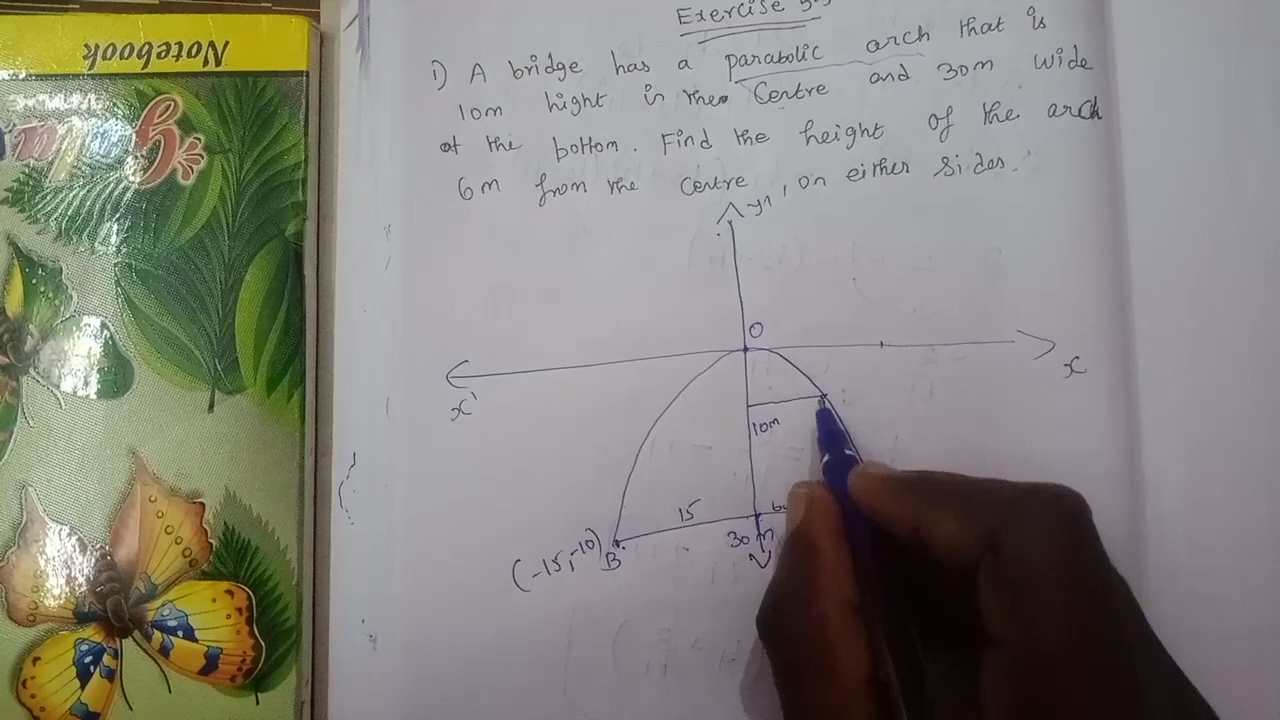 Notebook
Exercise
1) A bridge has a parabolic arch that is
10m hight in the centre and 30m wide
at the bottom. Find the height of the arch
6m from the centre, on either sides.
y
O
x'
x
10m
15
30m
(-15,-10)
B